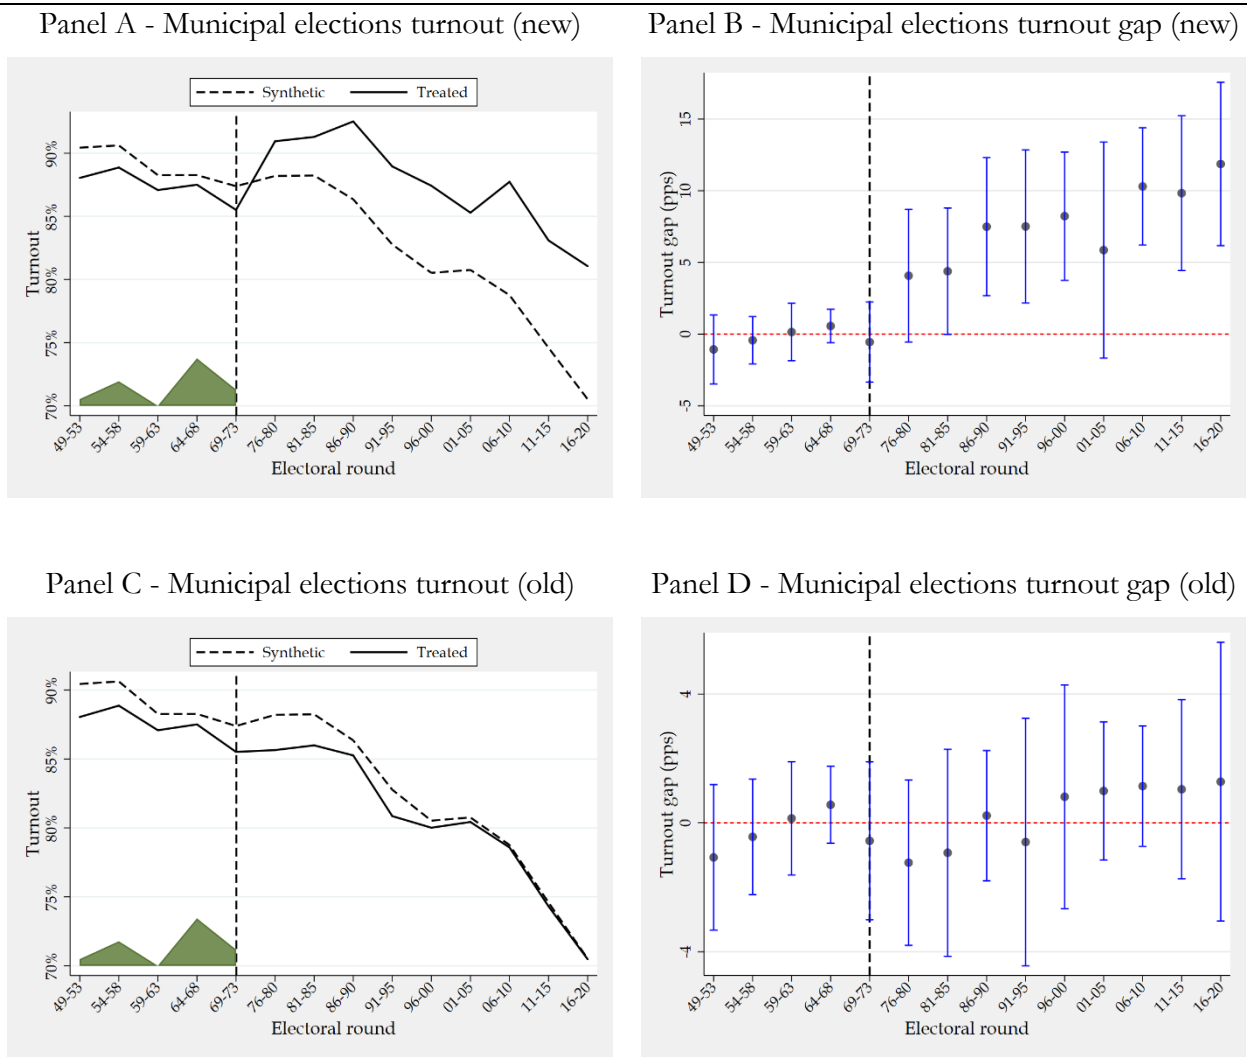 Panel A - Municipal elections turnout (new)
Synthetic Treated
Turnout
90%
85%
80%
75%
70%
49-53 54-58 59-63 64-68 69-73 76-80 81-85 86-90 91-95 96-00 01-05 06-10 11-15 16-20
Electoral round
Panel B - Municipal elections turnout gap (new)
Turnout gap (pps)
15
10
5
0
-5
49-53 54-58 59-63 64-68 69-73 76-80 81-85 86-90 91-95 96-00 01-05 06-10 11-15 16-20
Electoral round
Panel C - Municipal elections turnout (old)
Synthetic Treated
Turnout
90%
85%
80%
75%
70%
49-53 54-58 59-63 64-68 69-73 76-80 81-85 86-90 91-95 96-00 01-05 06-10 11-15 16-20
Electoral round
Panel D - Municipal elections turnout gap (old)
Turnout gap (pps)
4
0
-4
49-53 54-58 59-63 64-68 69-73 76-80 81-85 86-90 91-95 96-00 01-05 06-10 11-15 16-20
Electoral round